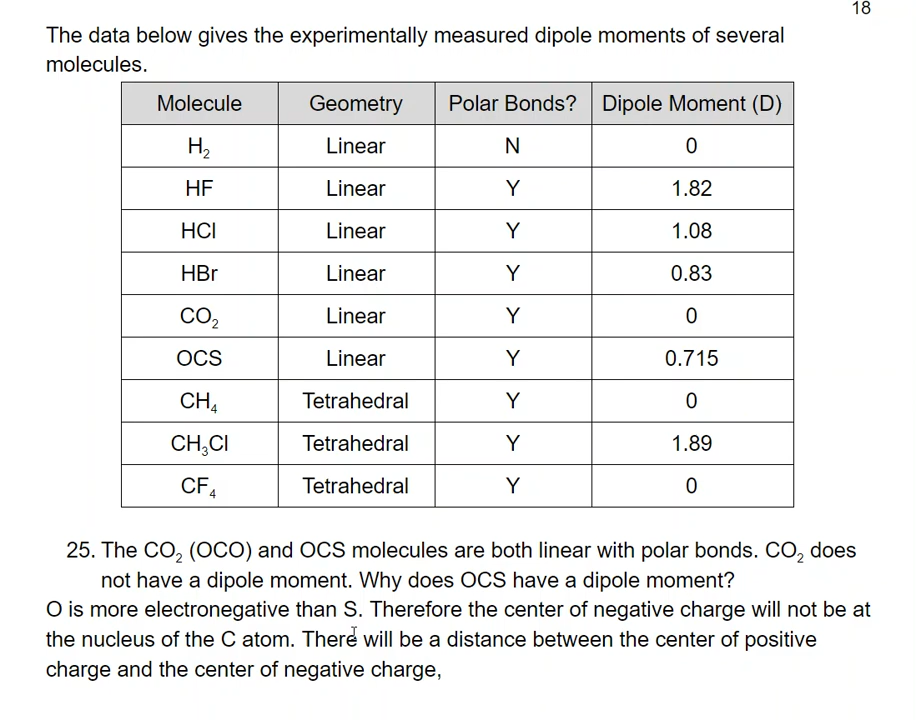 18
The data below gives the experimentally measured dipole moments of several
molecules.
Molecule Geometry Polar Bonds? Dipole Moment (D)
H₂ Linear N 0
HF Linear Y 1.82
HCl Linear Y 1.08
HBr Linear Y 0.83
CO₂ Linear Y 0
OCS Linear Y 0.715
CH₄ Tetrahedral Y 0
CH₃Cl Tetrahedral Y 1.89
CF₄ Tetrahedral Y 0
25. The CO₂ (OCO) and OCS molecules are both linear with polar bonds. CO₂ does
not have a dipole moment. Why does OCS have a dipole moment?
O is more electronegative than S. Therefore the center of negative charge will not be at
the nucleus of the C atom. There will be a distance between the center of positive
charge and the center of negative charge,